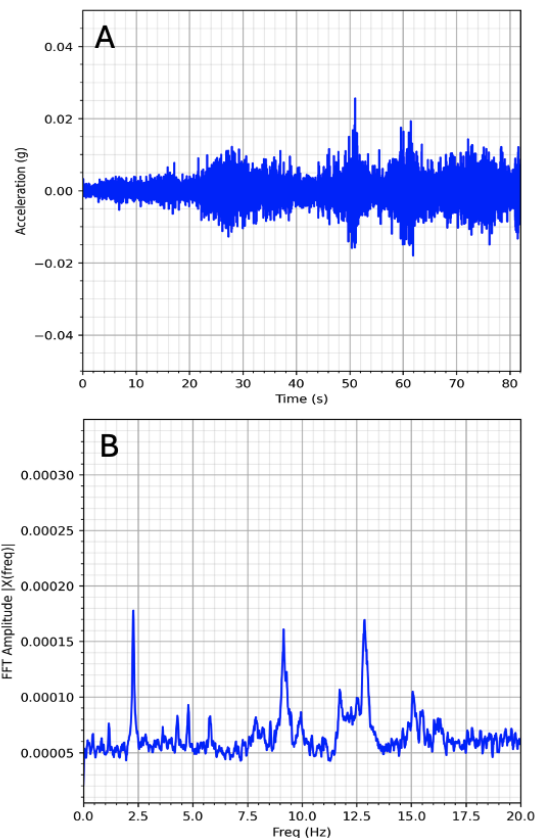 A
0.04
0.02
0.00
−0.02
−0.04
Acceleration (g)
0 10 20 30 40 50 60 70 80
Time (s)
B
0.00030
0.00025
0.00020
0.00015
0.00010
0.00005
FFT Amplitude |X(freq)|
0.0 2.5 5.0 7.5 10.0 12.5 15.0 17.5 20.0
Freq (Hz)